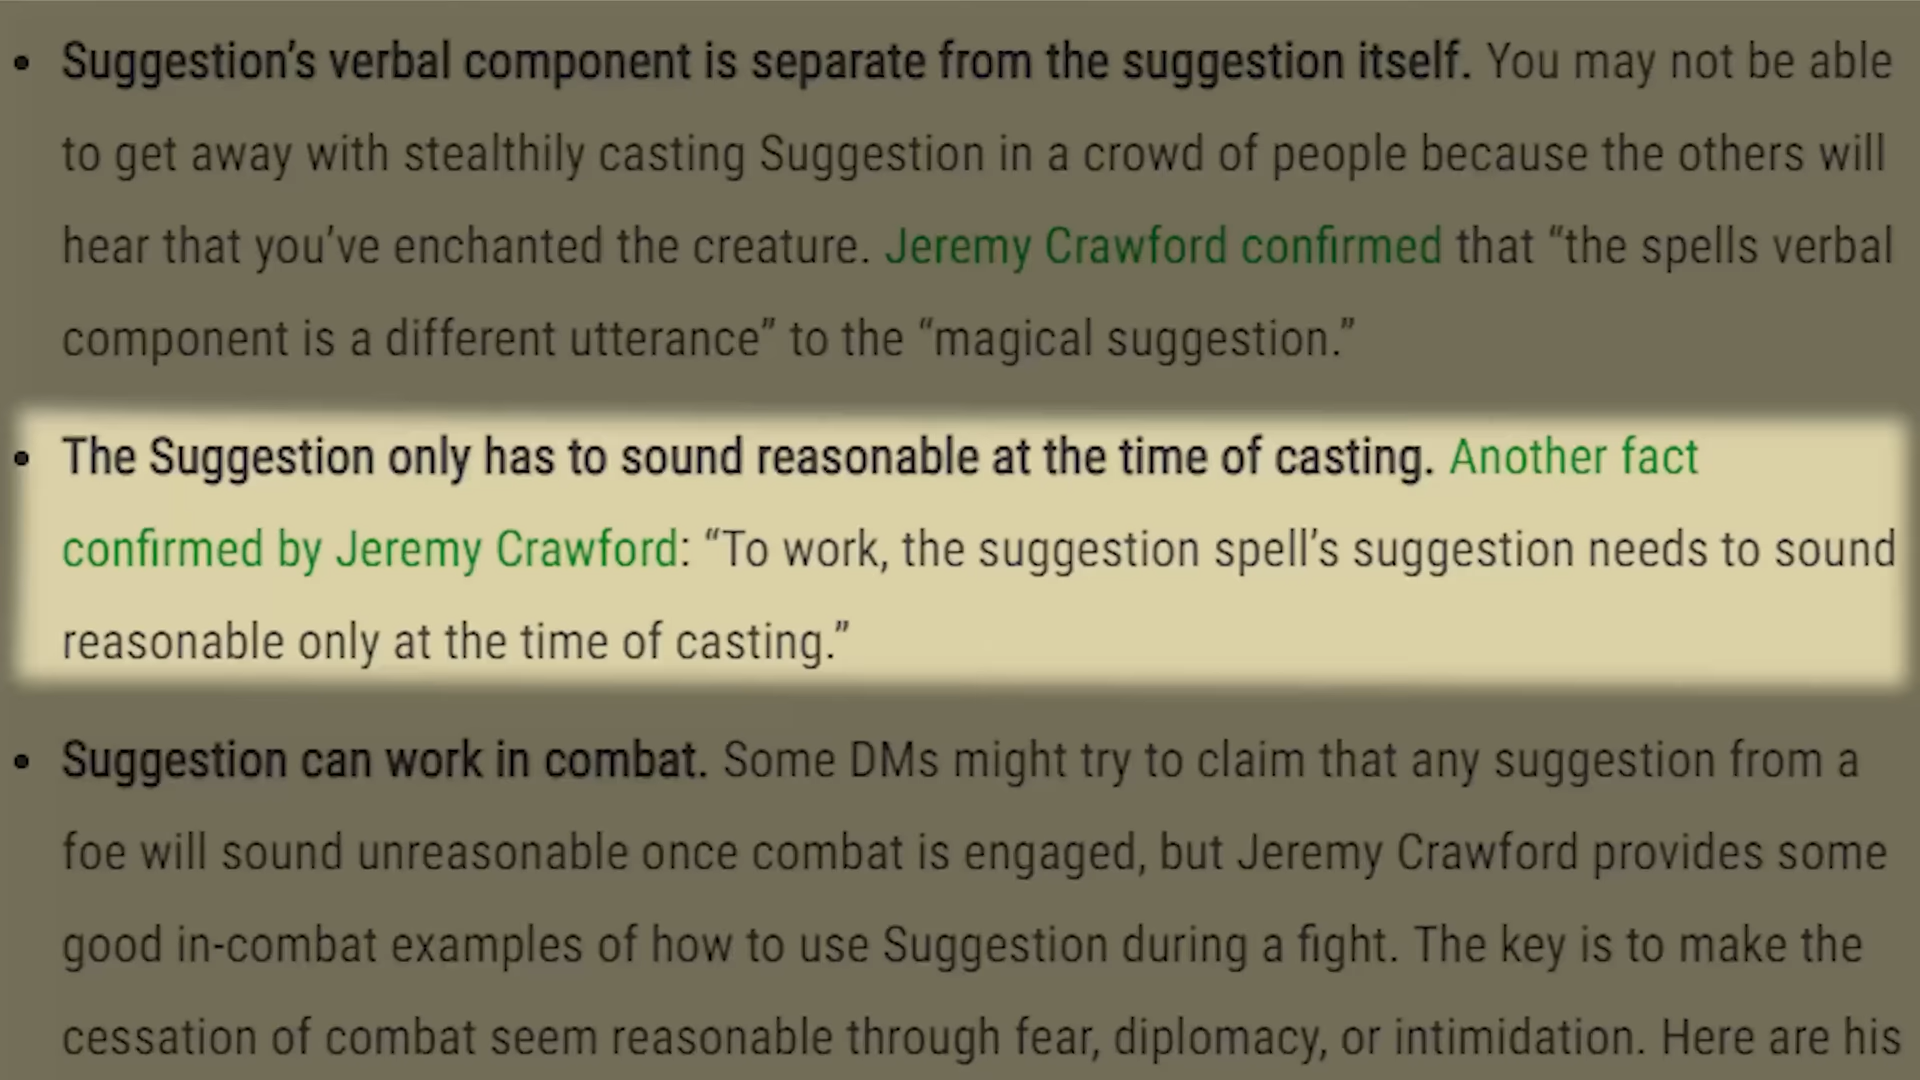 • Suggestion’s verbal component is separate from the suggestion itself. You may not be able
to get away with stealthily casting Suggestion in a crowd of people because the others will
hear that you’ve enchanted the creature. Jeremy Crawford confirmed that “the spells verbal
component is a different utterance” to the “magical suggestion.”
• The Suggestion only has to sound reasonable at the time of casting. Another fact
confirmed by Jeremy Crawford: “To work, the suggestion spell’s suggestion needs to sound
reasonable only at the time of casting.”
• Suggestion can work in combat. Some DMs might try to claim that any suggestion from a
foe will sound unreasonable once combat is engaged, but Jeremy Crawford provides some
good in-combat examples of how to use Suggestion during a fight. The key is to make the
cessation of combat seem reasonable through fear, diplomacy, or intimidation. Here are his